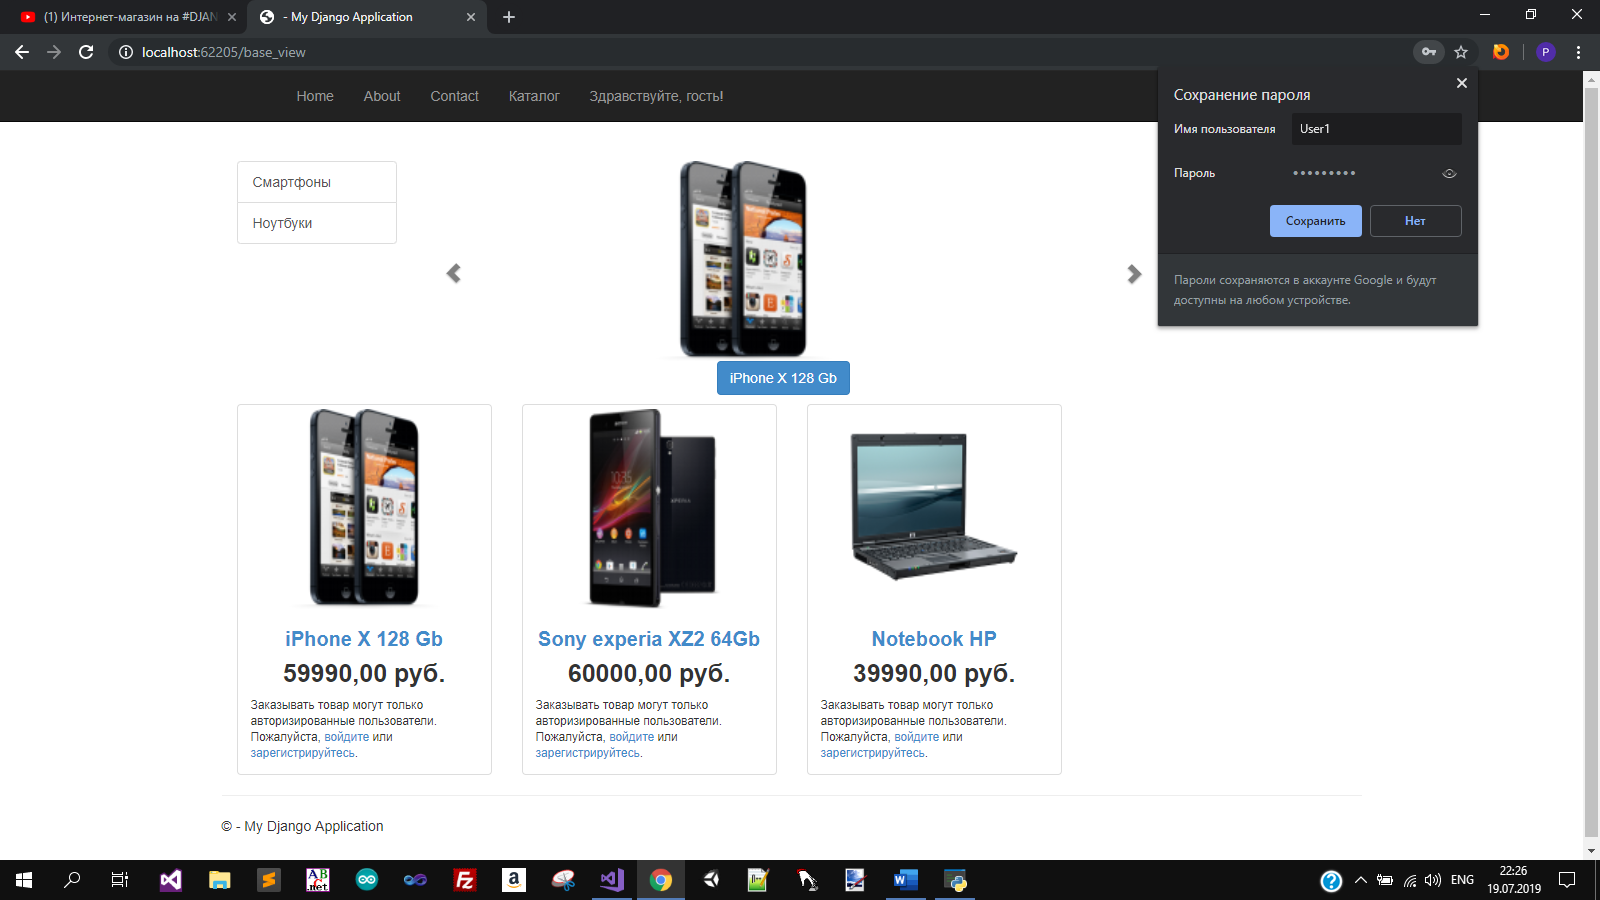 (1) Интернет-магазин на #DJAN
- My Django Application
localhost:62205/base_view
P
Home
About
Contact
Каталог
Здравствуйте, гость!
Сохранение пароля
Имя пользователя
User1
Пароль
Сохранить
Нет
Пароли сохраняются в аккаунте Google и будут
доступны на любом устройстве.
Смартфоны
Ноутбуки
iPhone X 128 Gb
iPhone X 128 Gb
59990,00 руб.
Заказывать товар могут только
авторизированные пользователи.
Пожалуйста, войдите или
зарегистрируйтесь.
Sony experia XZ2 64Gb
60000,00 руб.
Заказывать товар могут только
авторизированные пользователи.
Пожалуйста, войдите или
зарегистрируйтесь.
Notebook HP
39990,00 руб.
Заказывать товар могут только
авторизированные пользователи.
Пожалуйста, войдите или
зарегистрируйтесь.
© - My Django Application
ENG
22:26
19.07.2019